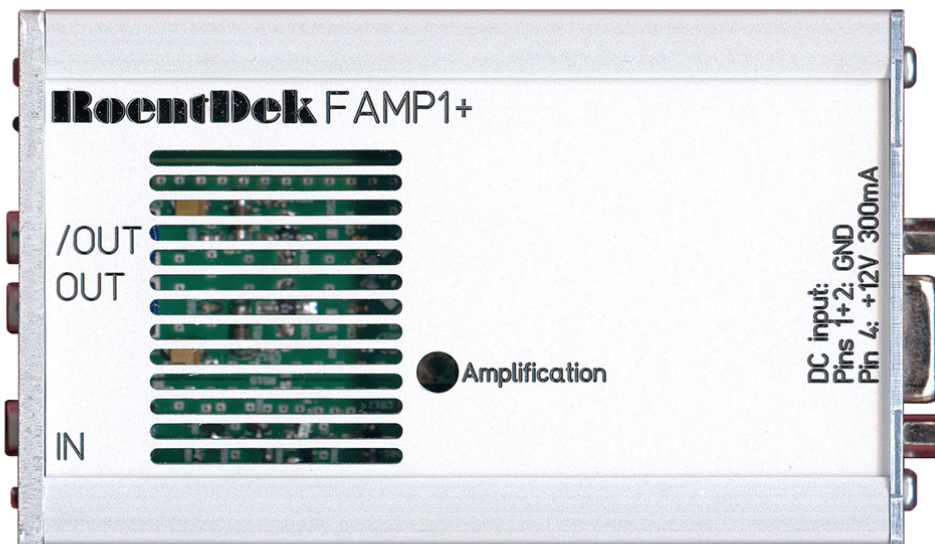 RoentDek FAMP1+
/OUT
OUT
IN
Amplification
DC input:
Pins 1+2: GND
Pin 4: +12V 300mA